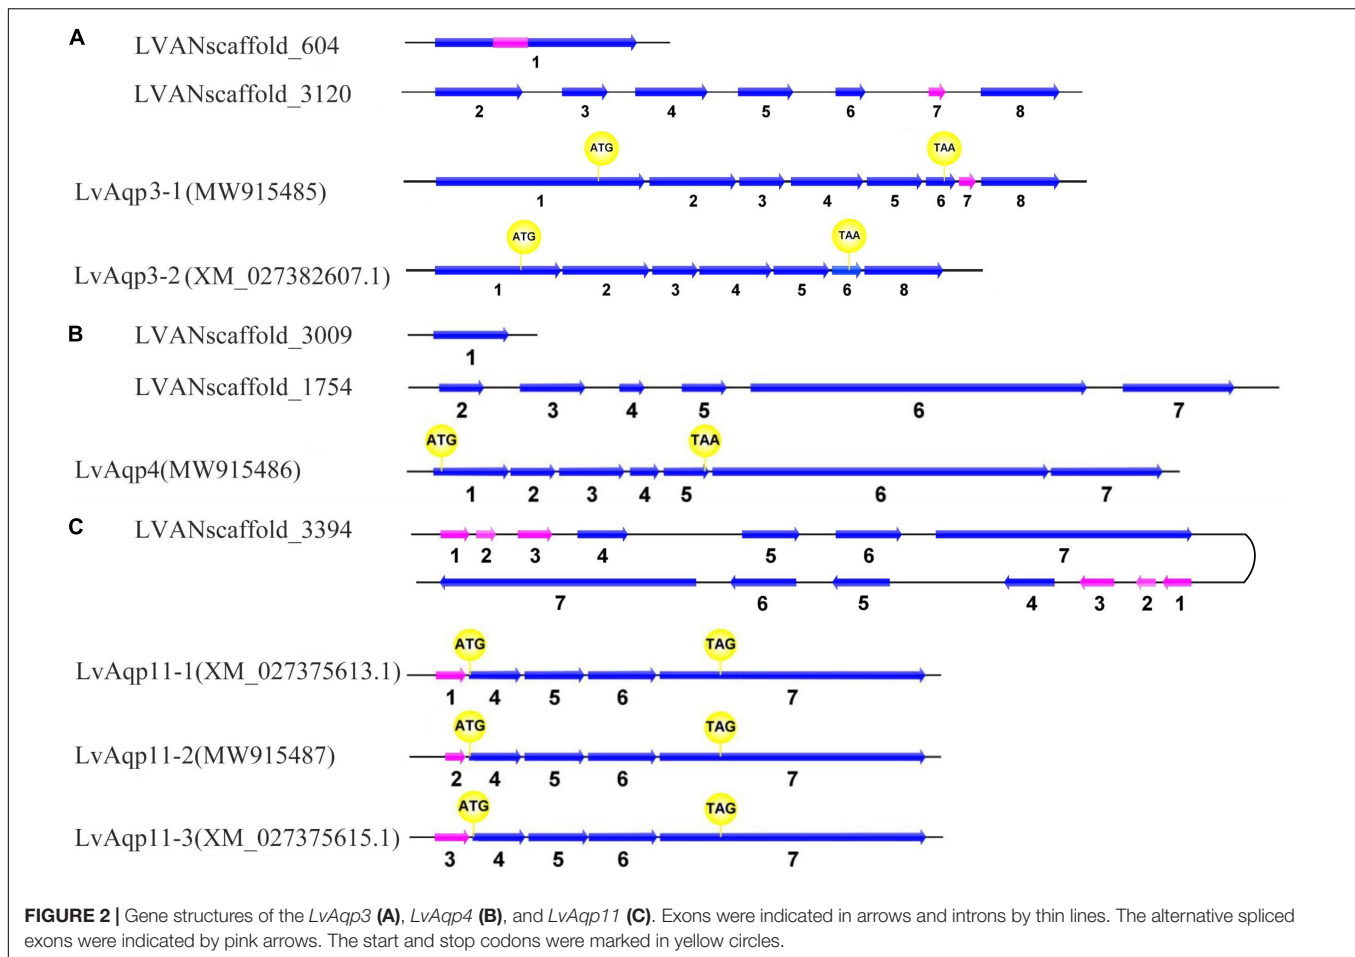 A LVANscaffold_604
1
LVANscaffold_3120
2 3 4 5 6 7 8
ATG TAA
LvAqp3-1(MW915485)
1 2 3 4 5 6 7 8
ATG TAA
LvAqp3-2(XM_027382607.1)
1 2 3 4 5 6 8
B LVANscaffold_3009
1
LVANscaffold_1754
2 3 4 5 6 7
ATG TAA
LvAqp4(MW915486)
1 2 3 4 5 6 7
C LVANscaffold_3394
1 2 3 4 5 6 7
7 6 5 4 3 2 1
ATG TAG
LvAqp11-1(XM_027375613.1)
1 4 5 6 7
ATG TAG
LvAqp11-2(MW915487)
2 4 5 6 7
ATG TAG
LvAqp11-3(XM_027375615.1)
3 4 5 6 7
FIGURE 2 | Gene structures of the LvAqp3 (A), LvAqp4 (B), and LvAqp11 (C). Exons were indicated in arrows and introns by thin lines. The alternative spliced
exons were indicated by pink arrows. The start and stop codons were marked in yellow circles.